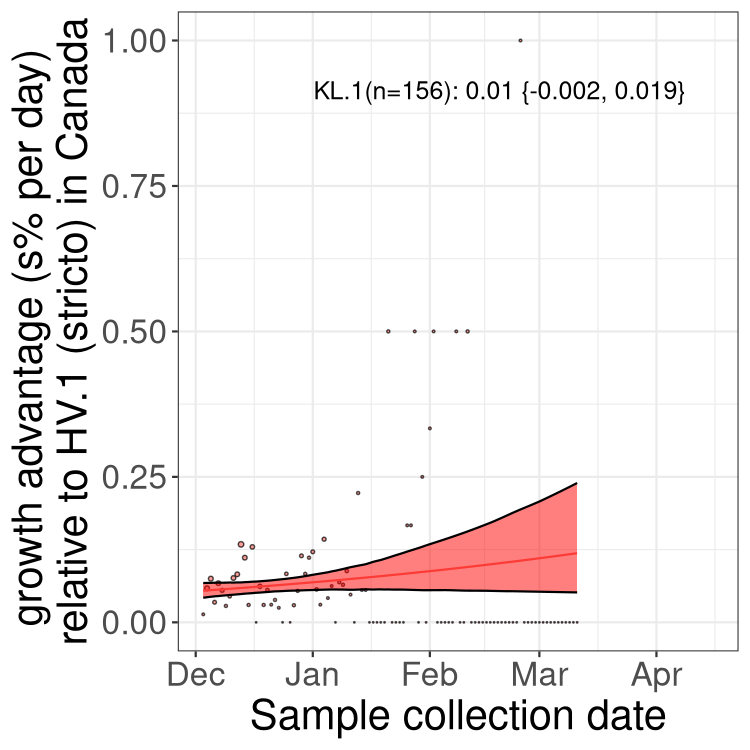 growth advantage (s% per day)
relative to HV.1 (stricto) in Canada
1.00
0.75
0.50
0.25
0.00
KL.1(n=156): 0.01 {-0.002, 0.019}
Dec Jan Feb Mar Apr
Sample collection date